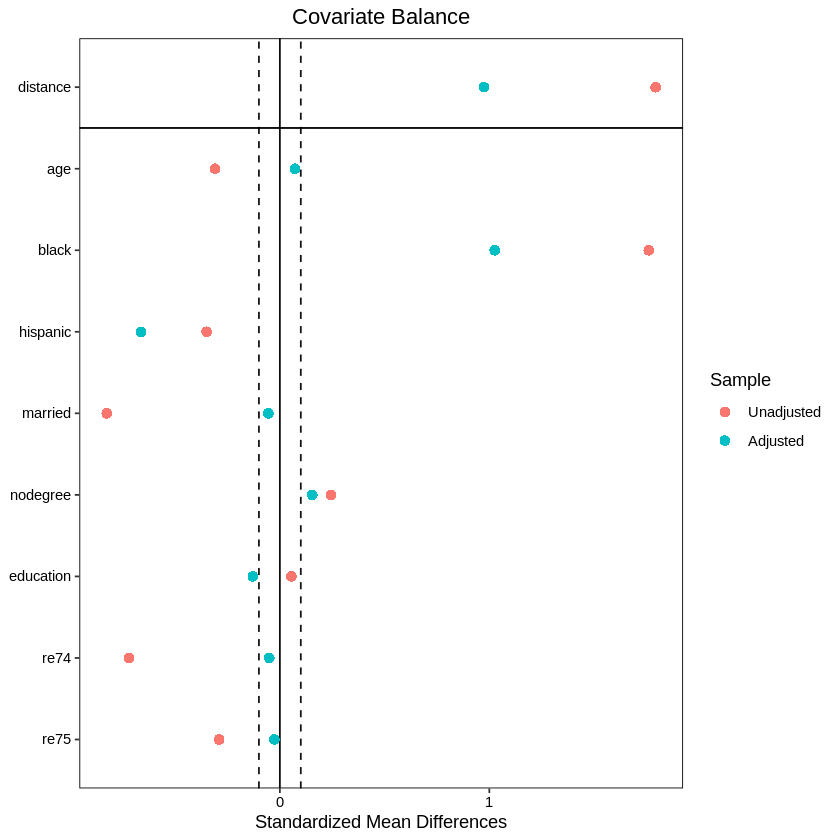 Covariate Balance
distance
age
black
hispanic
married
nodegree
education
re74
re75
0 1
Standardized Mean Differences
Sample
Unadjusted
Adjusted